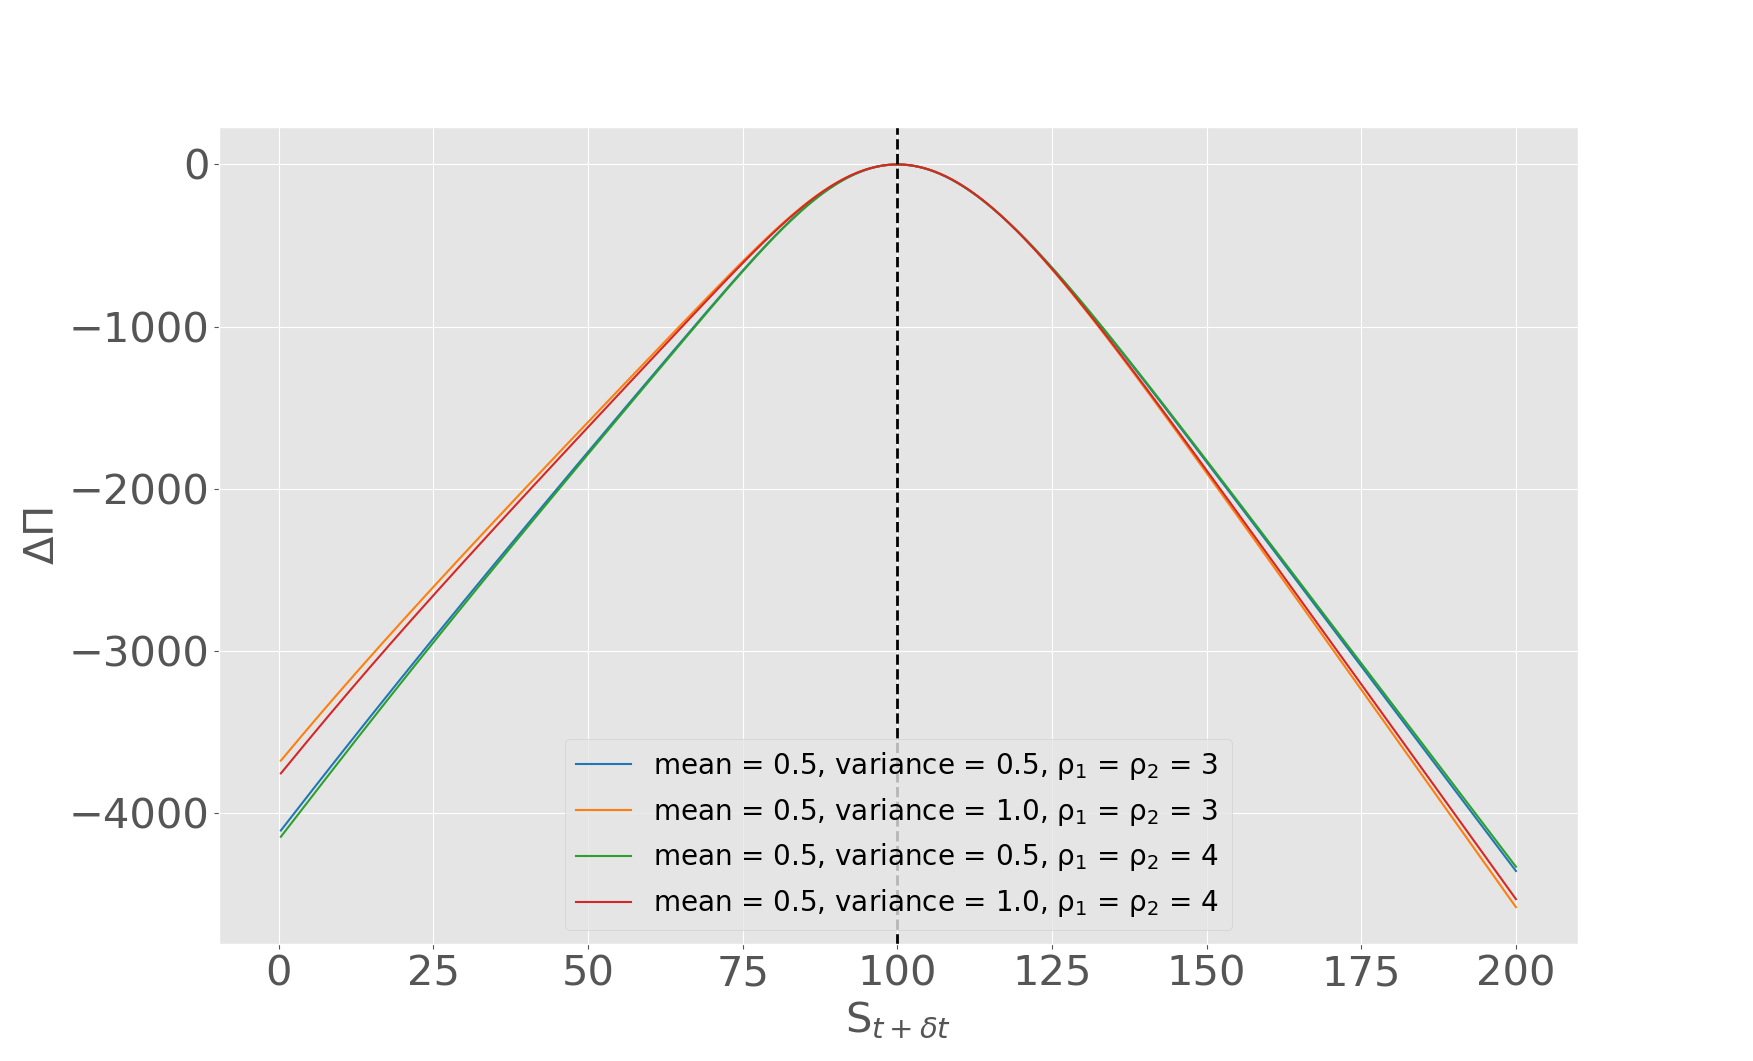 0
−1000
−2000
−3000
−4000
ΔΠ
mean = 0.5, variance = 0.5, ρ₁ = ρ₂ = 3
mean = 0.5, variance = 1.0, ρ₁ = ρ₂ = 3
mean = 0.5, variance = 0.5, ρ₁ = ρ₂ = 4
mean = 0.5, variance = 1.0, ρ₁ = ρ₂ = 4
0 25 50 75 100 125 150 175 200
S_{t + δt}